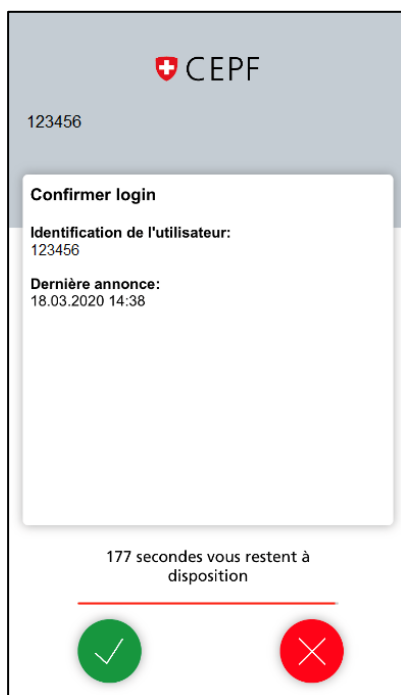 CEPF
123456
Confirmer login
Identification de l'utilisateur:
123456
Dernière annonce:
18.03.2020 14:38
177 secondes vous restent à
disposition